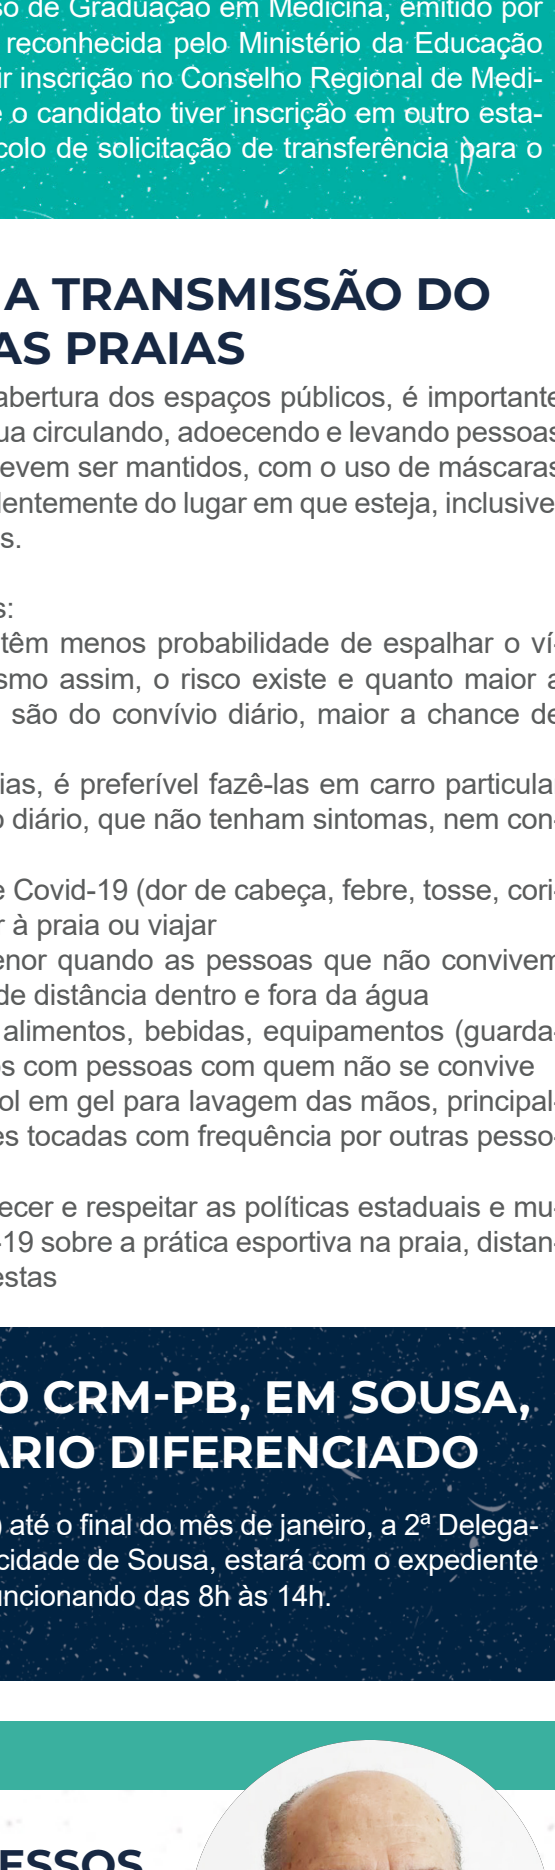 so de Graduação em Medicina, emitido por
reconhecida pelo Ministério da Educação
ir inscrição no Conselho Regional de Medi-
e o candidato tiver inscrição em outro esta-
colo de solicitação de transferência para o
A TRANSMISSÃO DO
AS PRAIAS
abertura dos espaços públicos, é importante
ua circulando, adoecendo e levando pessoas
evem ser mantidos, com o uso de máscaras
dentemente do lugar em que esteja, inclusive
s.
s:
têm menos probabilidade de espalhar o ví-
smo assim, o risco existe e quanto maior a
são do convívio diário, maior a chance de
ias, é preferível fazê-las em carro particular
o diário, que não tenham sintomas, nem con-
e Covid-19 (dor de cabeça, febre, tosse, cori-
r à praia ou viajar
enor quando as pessoas que não convivem
de distância dentro e fora da água
alimentos, bebidas, equipamentos (guarda-
os com pessoas com quem não se convive
ol em gel para lavagem das mãos, principal-
es tocadas com frequência por outras pesso-
ecer e respeitar as políticas estaduais e mu-
-19 sobre a prática esportiva na praia, distan-
estas
O CRM-PB, EM SOUSA,
ÁRIO DIFERENCIADO
) até o final do mês de janeiro, a 2ª Delega-
cidade de Sousa, estará com o expediente
uncionando das 8h às 14h.
ESSOS